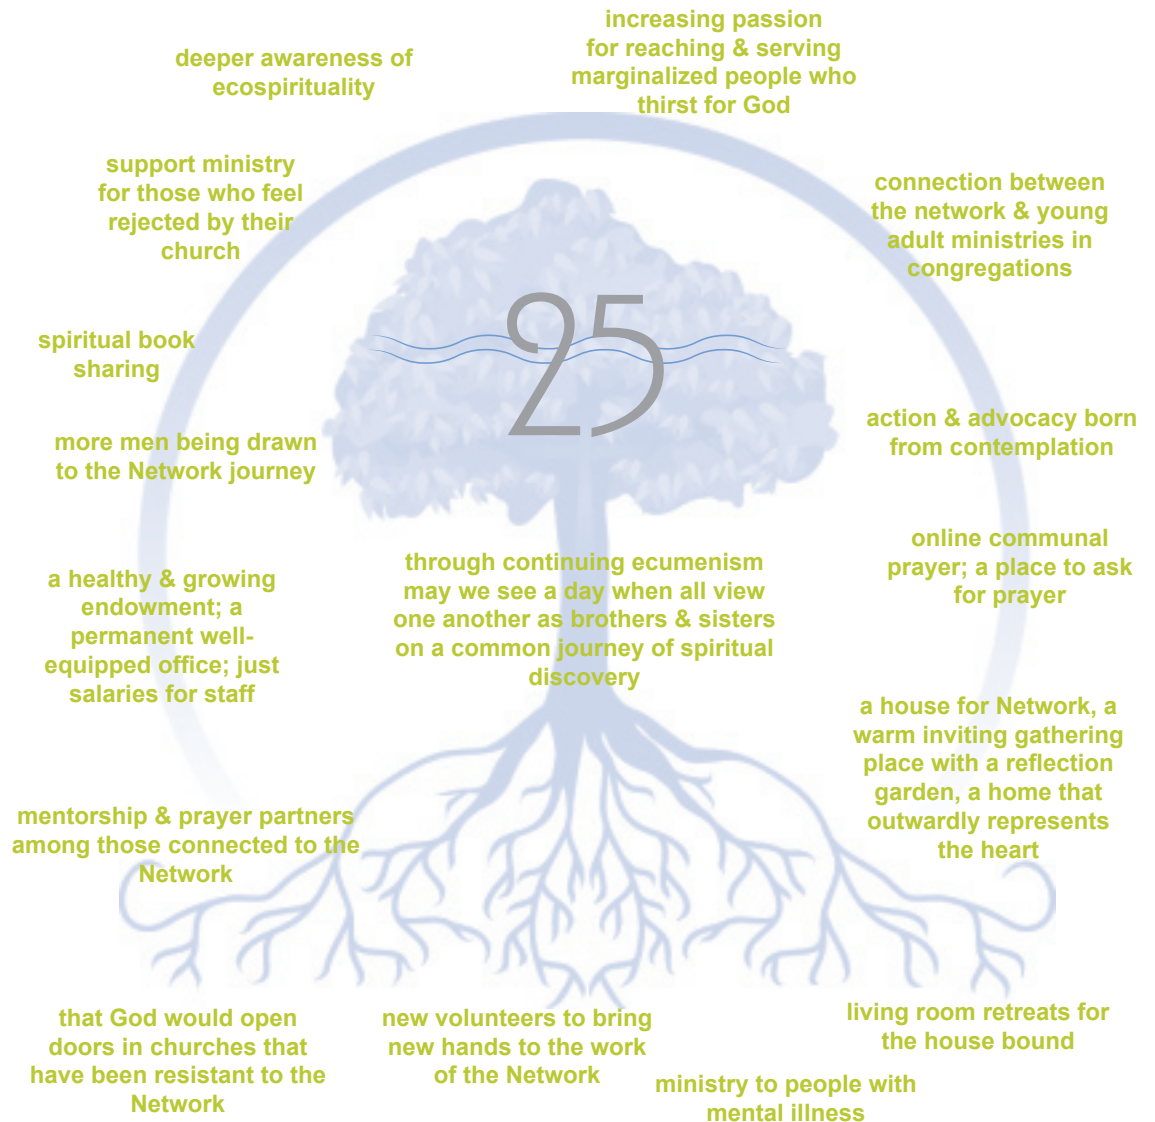 increasing passion
for reaching & serving
marginalized people who
thirst for God
deeper awareness of
ecospirituality
support ministry
for those who feel
rejected by their
church
connection between
the network & young
adult ministries in
congregations
25
spiritual book
sharing
action & advocacy born
from contemplation
more men being drawn
to the Network journey
online communal
prayer; a place to ask
for prayer
through continuing ecumenism
may we see a day when all view
one another as brothers & sisters
on a common journey of spiritual
discovery
a healthy & growing
endowment; a
permanent well-
equipped office; just
salaries for staff
a house for Network, a
warm inviting gathering
place with a reflection
garden, a home that
outwardly represents
the heart
mentorship & prayer partners
among those connected to the
Network
that God would open
doors in churches that
have been resistant to the
Network
new volunteers to bring
new hands to the work
of the Network
living room retreats for
the house bound
ministry to people with
mental illness